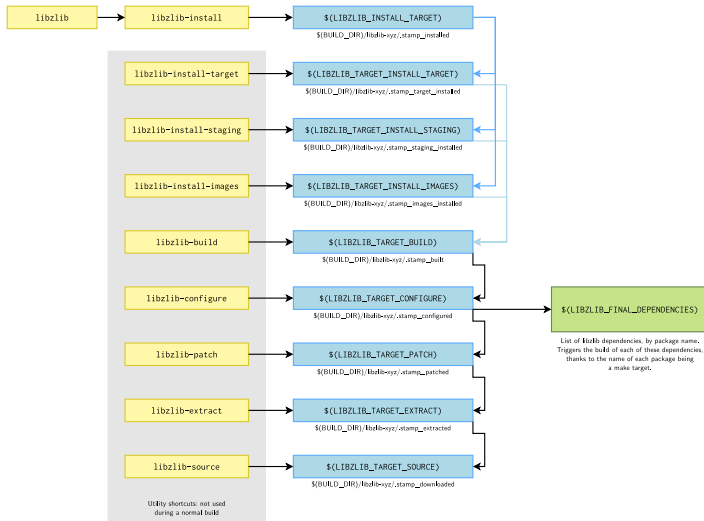 libzlib
libzlib-install
$(LIBZLIB_INSTALL_TARGET)
$(BUILD_DIR)/libzlib-xyz/.stamp_installed
libzlib-install-target
$(LIBZLIB_TARGET_INSTALL_TARGET)
$(BUILD_DIR)/libzlib-xyz/.stamp_target_installed
libzlib-install-staging
$(LIBZLIB_TARGET_INSTALL_STAGING)
$(BUILD_DIR)/libzlib-xyz/.stamp_staging_installed
libzlib-install-images
$(LIBZLIB_TARGET_INSTALL_IMAGES)
$(BUILD_DIR)/libzlib-xyz/.stamp_images_installed
libzlib-build
$(LIBZLIB_TARGET_BUILD)
$(BUILD_DIR)/libzlib-xyz/.stamp_built
libzlib-configure
$(LIBZLIB_TARGET_CONFIGURE)
$(BUILD_DIR)/libzlib-xyz/.stamp_configured
$(LIBZLIB_FINAL_DEPENDENCIES)
List of libzlib dependencies, by package name.
Triggers the build of each of these dependencies,
thanks to the name of each package being
a make target.
libzlib-patch
$(LIBZLIB_TARGET_PATCH)
$(BUILD_DIR)/libzlib-xyz/.stamp_patched
libzlib-extract
$(LIBZLIB_TARGET_EXTRACT)
$(BUILD_DIR)/libzlib-xyz/.stamp_extracted
libzlib-source
$(LIBZLIB_TARGET_SOURCE)
$(BUILD_DIR)/libzlib-xyz/.stamp_downloaded
Utility shortcuts; not used
during a normal build